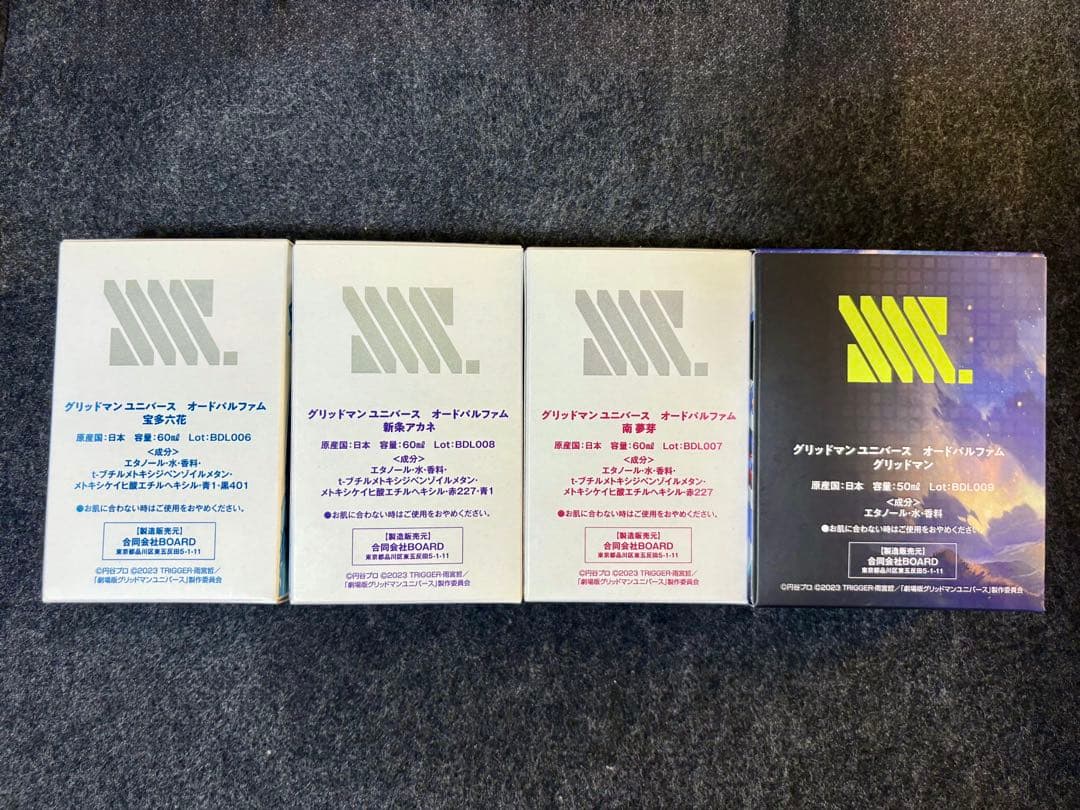 グリッドマン ユニバース　オードパルファム
宝多六花
原産国：日本　容量：60㎖　Lot：BDL006
＜成分＞
エタノール・水・香料・
t-ブチルメトキシジベンゾイルメタン・
メトキシケイヒ酸エチルヘキシル・青1・黒401
●お肌に合わない時はご使用をおやめください。
【製造販売元】
合同会社BOARD
東京都品川区東五反田5-1-11
©円谷プロ ©2023 TRIGGER・雨宮哲／
「劇場版グリッドマンユニバース」製作委員会
グリッドマン ユニバース　オードパルファム
新条アカネ
原産国：日本　容量：60㎖　Lot：BDL008
＜成分＞
エタノール・水・香料・
t-ブチルメトキシジベンゾイルメタン・
メトキシケイヒ酸エチルヘキシル・赤227・青1
●お肌に合わない時はご使用をおやめください。
【製造販売元】
合同会社BOARD
東京都品川区東五反田5-1-11
©円谷プロ ©2023 TRIGGER・雨宮哲／
「劇場版グリッドマンユニバース」製作委員会
グリッドマン ユニバース　オードパルファム
南 夢芽
原産国：日本　容量：60㎖　Lot：BDL007
＜成分＞
エタノール・水・香料・
t-ブチルメトキシジベンゾイルメタン・
メトキシケイヒ酸エチルヘキシル・赤227
●お肌に合わない時はご使用をおやめください。
【製造販売元】
合同会社BOARD
東京都品川区東五反田5-1-11
©円谷プロ ©2023 TRIGGER・雨宮哲／
「劇場版グリッドマンユニバース」製作委員会
グリッドマン ユニバース　オードパルファム
グリッドマン
原産国：日本　容量：50㎖　Lot：BDL009
＜成分＞
エタノール・水・香料
●お肌に合わない時はご使用をおやめください。
【製造販売元】
合同会社BOARD
東京都品川区東五反田5-1-11
©円谷プロ ©2023 TRIGGER・雨宮哲／「劇場版グリッドマンユニバース」製作委員会